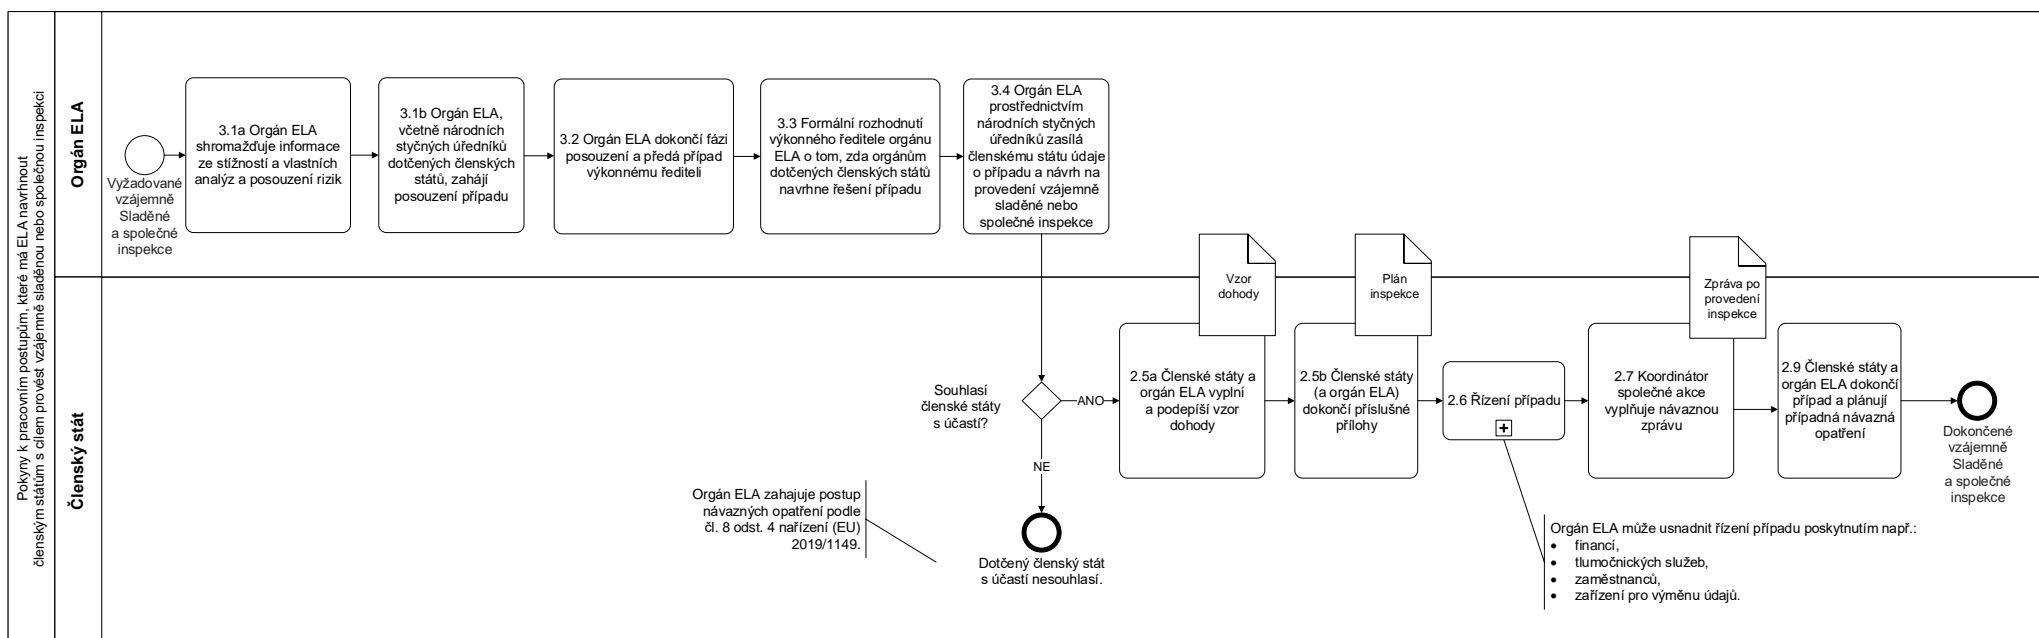 Pokyny k pracovním postupům, které má ELA navrhnout
členským státům s cílem provést vzájemně sladěnou nebo společnou inspekci
Orgán ELA
Vyžadované
vzájemně
Sladěné
a společné
inspekce
3.1a Orgán ELA
shromažďuje informace
ze stížností a vlastních
analýz a posouzení rizik
3.1b Orgán ELA,
včetně národních
styčných úředníků
dotčených členských
států, zahájí
posouzení případu
3.2 Orgán ELA dokončí fázi
posouzení a předá případ
výkonnému řediteli
3.3 Formální rozhodnutí
výkonného ředitele orgánu
ELA o tom, zda orgánům
dotčených členských států
navrhne řešení případu
3.4 Orgán ELA
prostřednictvím
národních styčných
úředníků zasílá
členskému státu údaje
o případu a návrh na
provedení vzájemně
sladěné nebo
společné inspekce
Členský stát
Souhlasí
členské státy
s účastí?
ANO
NE
Orgán ELA zahajuje postup
návazných opatření podle
čl. 8 odst. 4 nařízení (EU)
2019/1149.
Dotčený členský stát
s účastí nesouhlasí.
Vzor
dohody
2.5a Členské státy a
orgán ELA vyplní
a podepíší vzor
dohody
Plán
inspekce
2.5b Členské státy
(a orgán ELA)
dokončí příslušné
přílohy
2.6 Řízení případu
Orgán ELA může usnadnit řízení případu poskytnutím např.:
• financí,
• tlumočnických služeb,
• zaměstnanců,
• zařízení pro výměnu údajů.
Zpráva po
provedení
inspekce
2.7 Koordinátor
společné akce
vyplňuje návaznou
zprávu
2.9 Členské státy a
orgán ELA dokončí
případ a plánují
případná návazná
opatření
Dokončené
vzájemně
Sladěné
a společné
inspekce